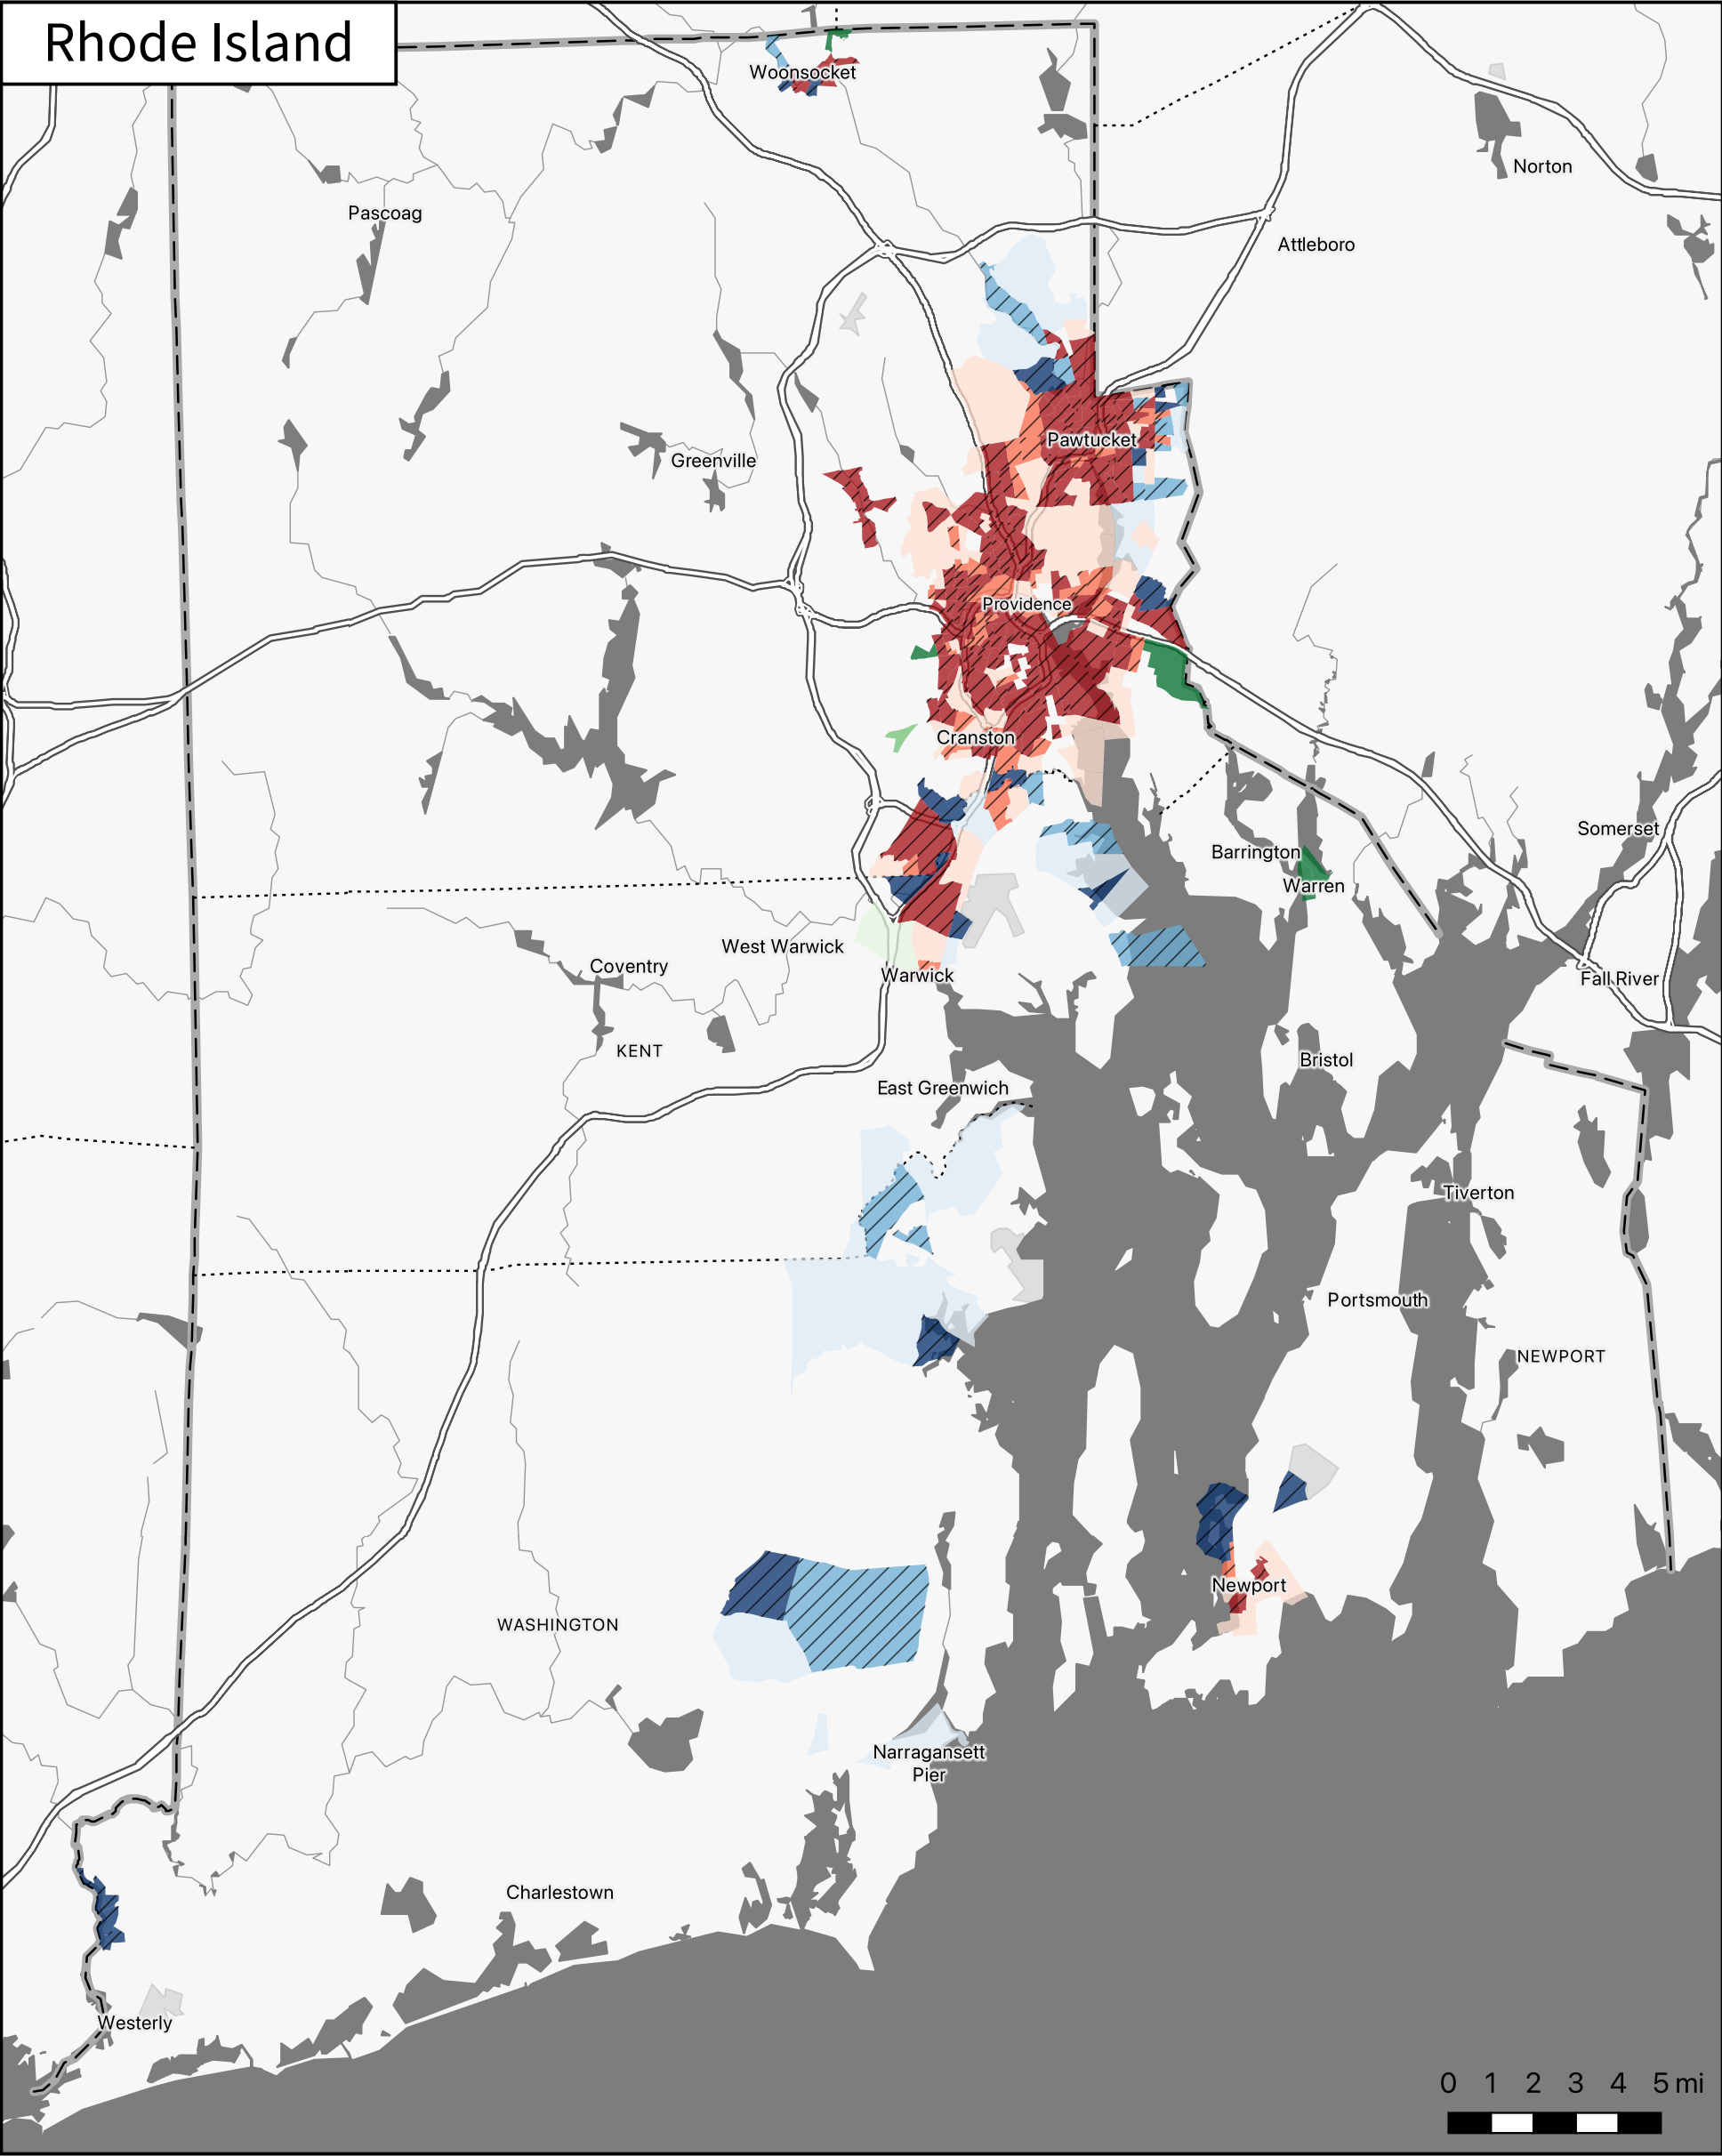 Rhode Island
Woonsocket
Norton
Pascoag
Attleboro
Pawtucket
Greenville
Providence
Cranston
Somerset
Barrington
Warren
West Warwick
Coventry
Warwick
Fall River
KENT
Bristol
East Greenwich
Tiverton
Portsmouth
NEWPORT
Newport
WASHINGTON
Narragansett
Pier
Charlestown
Westerly
0 1 2 3 4 5 mi